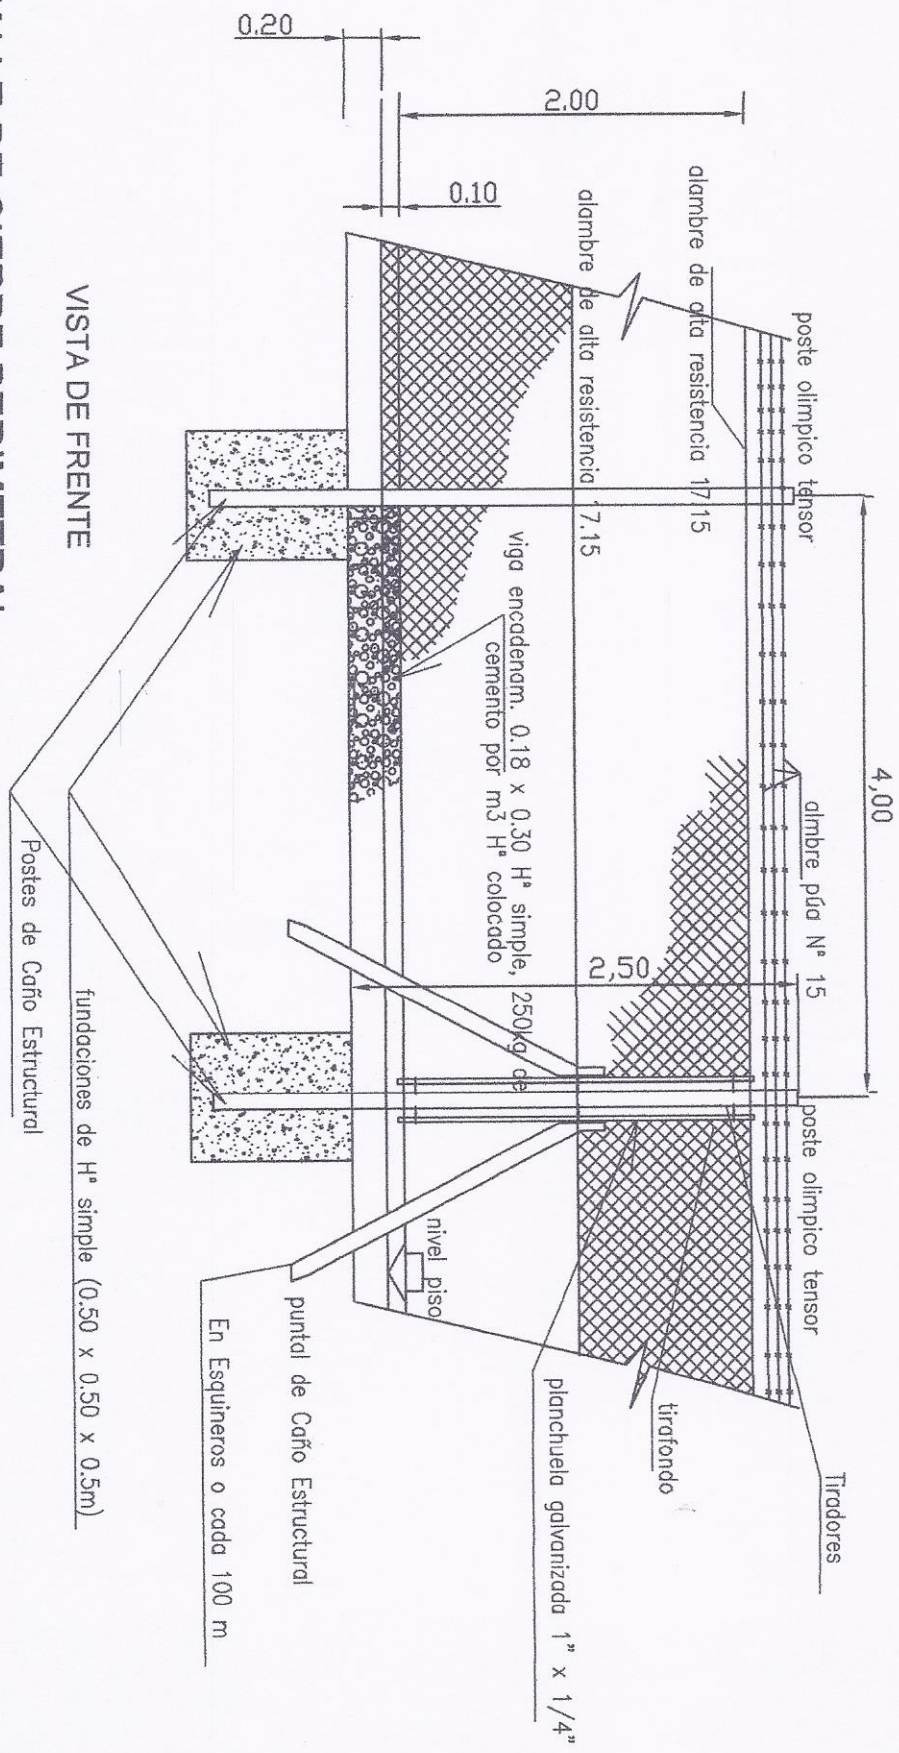 0.20
2.00
0.10
4,00
2,50
poste olimpico tensor
alambre de alta resistencia 17.15
alambre de alta resistencia 17.15
almbre púa Nº 15
viga encadenam. 0.18 x 0.30 Hº simple, 250kg de
cemento por m3 Hº colocado
poste olimpico tensor
Tiradores
tirafondo
planchuela galvanizada 1" x 1/4"
nivel piso
puntal de Caño Estructural
En Esquineros o cada 100 m
fundaciones de Hº simple (0.50 x 0.50 x 0.5m)
Postes de Caño Estructural
VISTA DE FRENTE